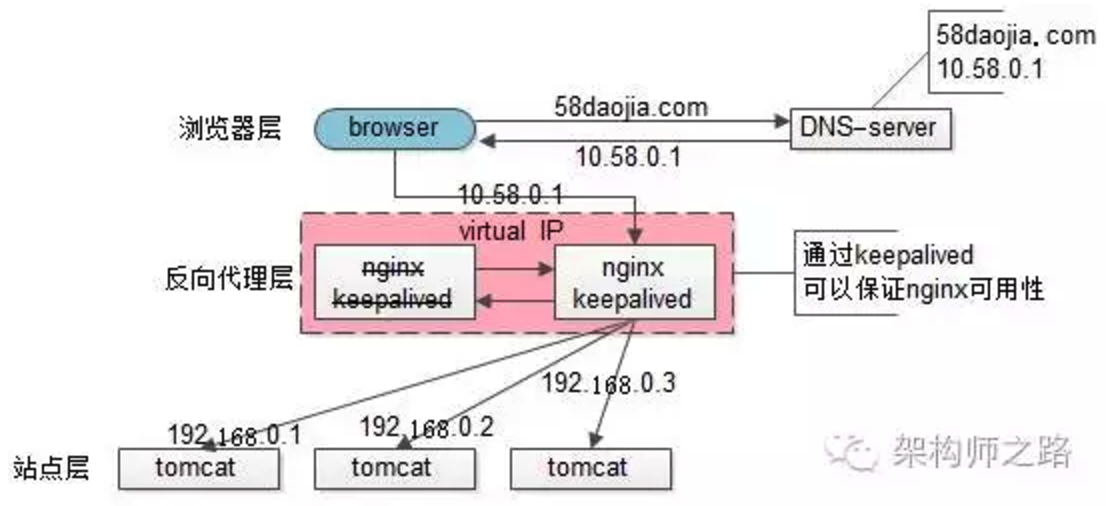 58daojia.com
10.58.0.1
浏览器层
browser
58daojia.com
10.58.0.1
DNS-server
10.58.0.1
virtual IP
反向代理层
nginx
keepalived
nginx
keepalived
通过keepalived
可以保证nginx可用性
192.168.0.1
192.168.0.2
192.168.0.3
站点层
tomcat
tomcat
tomcat
架构师之路